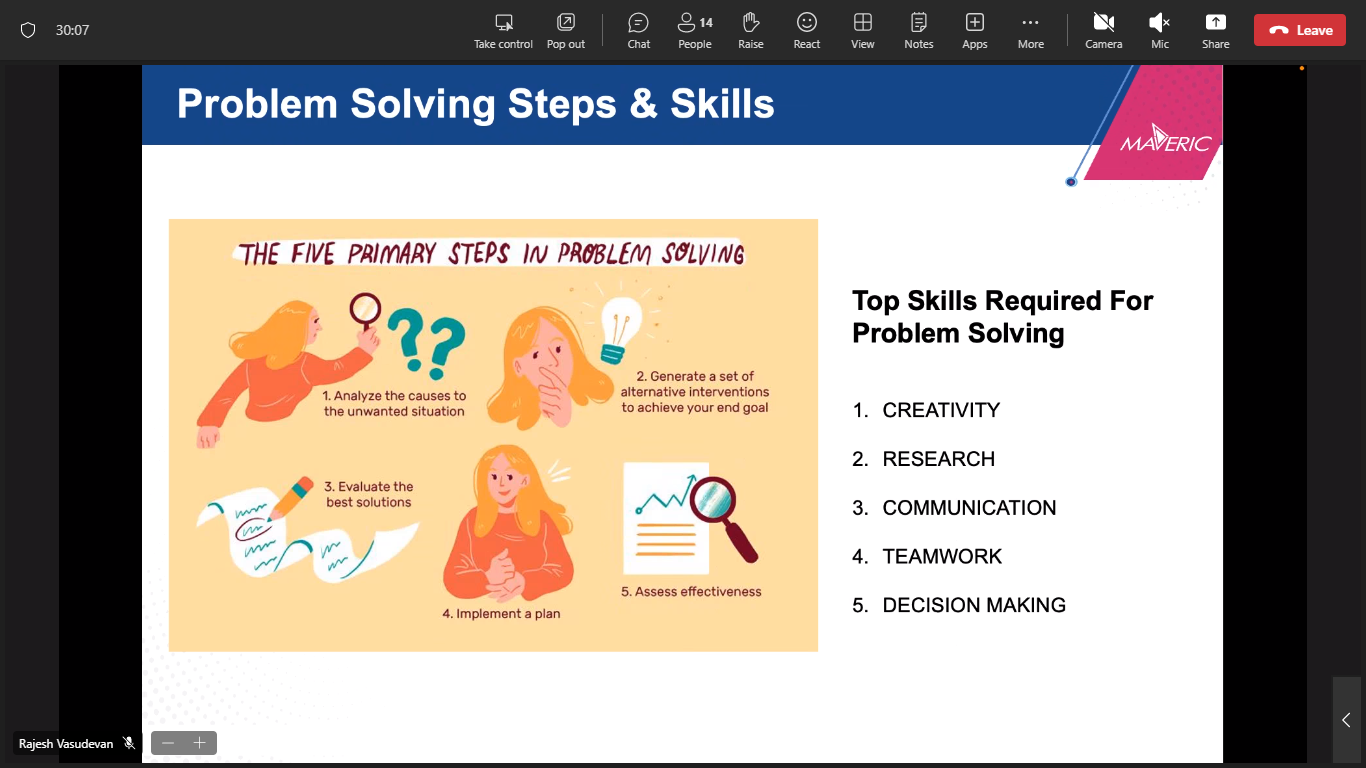 30:07
Take control
Pop out
Chat
14
People
Raise
React
View
Notes
Apps
More
Camera
Mic
Share
Leave
Problem Solving Steps & Skills
MAVERIC
THE FIVE PRIMARY STEPS IN PROBLEM SOLVING
??
1. Analyze the causes to
the unwanted situation
2. Generate a set of
alternative interventions
to achieve your end goal
3. Evaluate the
best solutions
4. Implement a plan
5. Assess effectiveness
Top Skills Required For
Problem Solving
1. CREATIVITY
2. RESEARCH
3. COMMUNICATION
4. TEAMWORK
5. DECISION MAKING
Rajesh Vasudevan